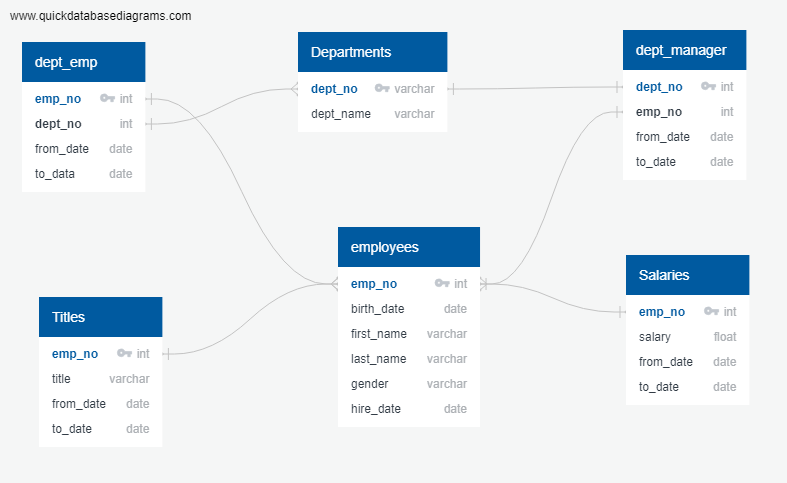 www.quickdatabasediagrams.com
dept_emp
emp_no int
dept_no int
from_date date
to_data date
Departments
dept_no varchar
dept_name varchar
dept_manager
dept_no int
emp_no int
from_date date
to_date date
employees
emp_no int
birth_date date
first_name varchar
last_name varchar
gender varchar
hire_date date
Salaries
emp_no int
salary float
from_date date
to_date date
Titles
emp_no int
title varchar
from_date date
to_date date